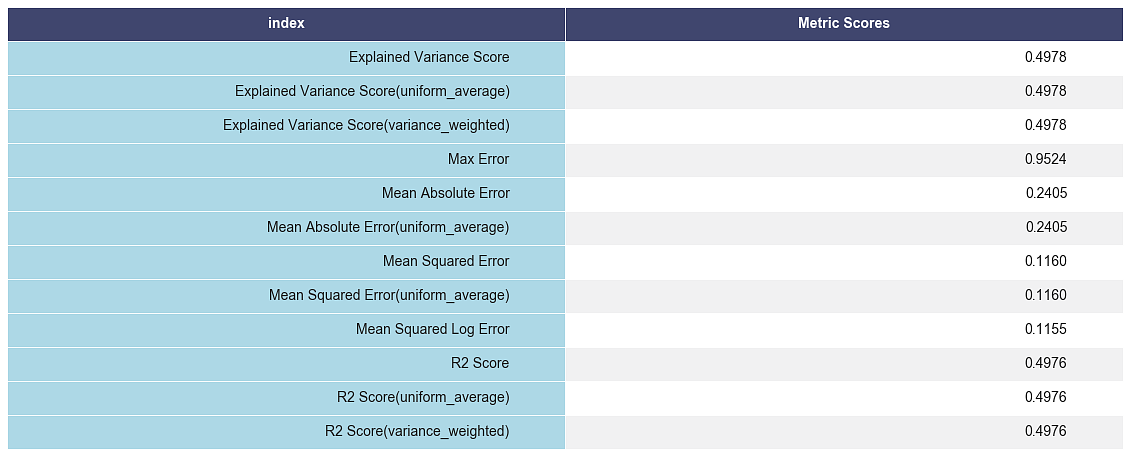 index Metric Scores
Explained Variance Score 0.4978
Explained Variance Score(uniform_average) 0.4978
Explained Variance Score(variance_weighted) 0.4978
Max Error 0.9524
Mean Absolute Error 0.2405
Mean Absolute Error(uniform_average) 0.2405
Mean Squared Error 0.1160
Mean Squared Error(uniform_average) 0.1160
Mean Squared Log Error 0.1155
R2 Score 0.4976
R2 Score(uniform_average) 0.4976
R2 Score(variance_weighted) 0.4976